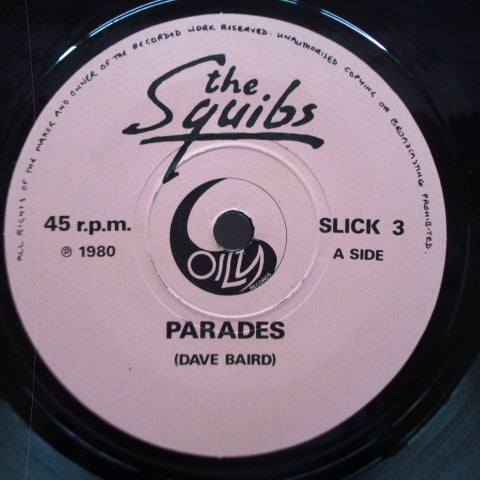 ALL RIGHTS OF THE MAKER AND OWNER OF THE RECORDED WORK RESERVED. UNAUTHORISED COPYING OR BROADCASTING PROHIBITED.
the
Squibs
45 r.p.m.
℗ 1980
SLICK 3
A SIDE
OILY
RECORDS
PARADES
(DAVE BAIRD)